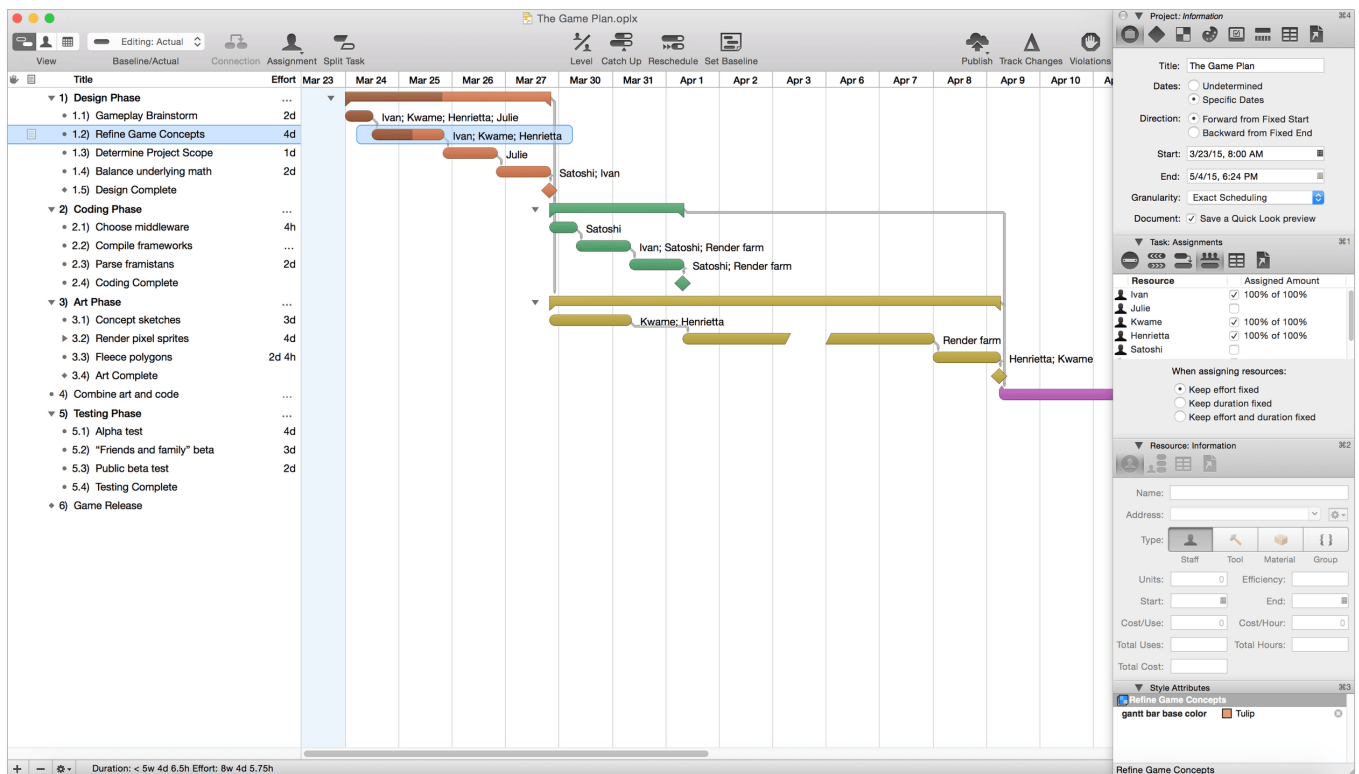 The Game Plan.oplx
Editing: Actual
View Baseline/Actual Connection Assignment Split Task Level Catch Up Reschedule Set Baseline Publish Track Changes Violations
Title Effort Mar 23 Mar 24 Mar 25 Mar 26 Mar 27 Mar 30 Mar 31 Apr 1 Apr 2 Apr 3 Apr 6 Apr 7 Apr 8 Apr 9 Apr 10
1) Design Phase ...
1.1) Gameplay Brainstorm 2d Ivan; Kwame; Henrietta; Julie
1.2) Refine Game Concepts 4d Ivan; Kwame; Henrietta
1.3) Determine Project Scope 1d Julie
1.4) Balance underlying math 2d Satoshi; Ivan
1.5) Design Complete
2) Coding Phase ...
2.1) Choose middleware 4h Satoshi
2.2) Compile frameworks ... Ivan; Satoshi; Render farm
2.3) Parse framistans 2d Satoshi; Render farm
2.4) Coding Complete
3) Art Phase ...
3.1) Concept sketches 3d Kwame; Henrietta
3.2) Render pixel sprites 4d Render farm
3.3) Fleece polygons 2d 4h Henrietta; Kwame
3.4) Art Complete
4) Combine art and code ...
5) Testing Phase ...
5.1) Alpha test 4d
5.2) “Friends and family” beta 3d
5.3) Public beta test 2d
5.4) Testing Complete
6) Game Release
Duration: < 5w 4d 6.5h Effort: 8w 4d 5.75h
Project: Information ⌘4
Title: The Game Plan
Dates: Undetermined
Specific Dates
Direction: Forward from Fixed Start
Backward from Fixed End
Start: 3/23/15, 8:00 AM
End: 5/4/15, 6:24 PM
Granularity: Exact Scheduling
Document: Save a Quick Look preview
Task: Assignments ⌘1
Resource Assigned Amount
Ivan 100% of 100%
Julie
Kwame 100% of 100%
Henrietta 100% of 100%
Satoshi
When assigning resources:
Keep effort fixed
Keep duration fixed
Keep effort and duration fixed
Resource: Information ⌘2
Name:
Address:
Type:
Staff Tool Material Group
Units: 0 Efficiency:
Start: End:
Cost/Use: 0 Cost/Hour: 0
Total Uses: Total Hours:
Total Cost:
Style Attributes ⌘3
Refine Game Concepts
gantt bar base color Tulip
Refine Game Concepts